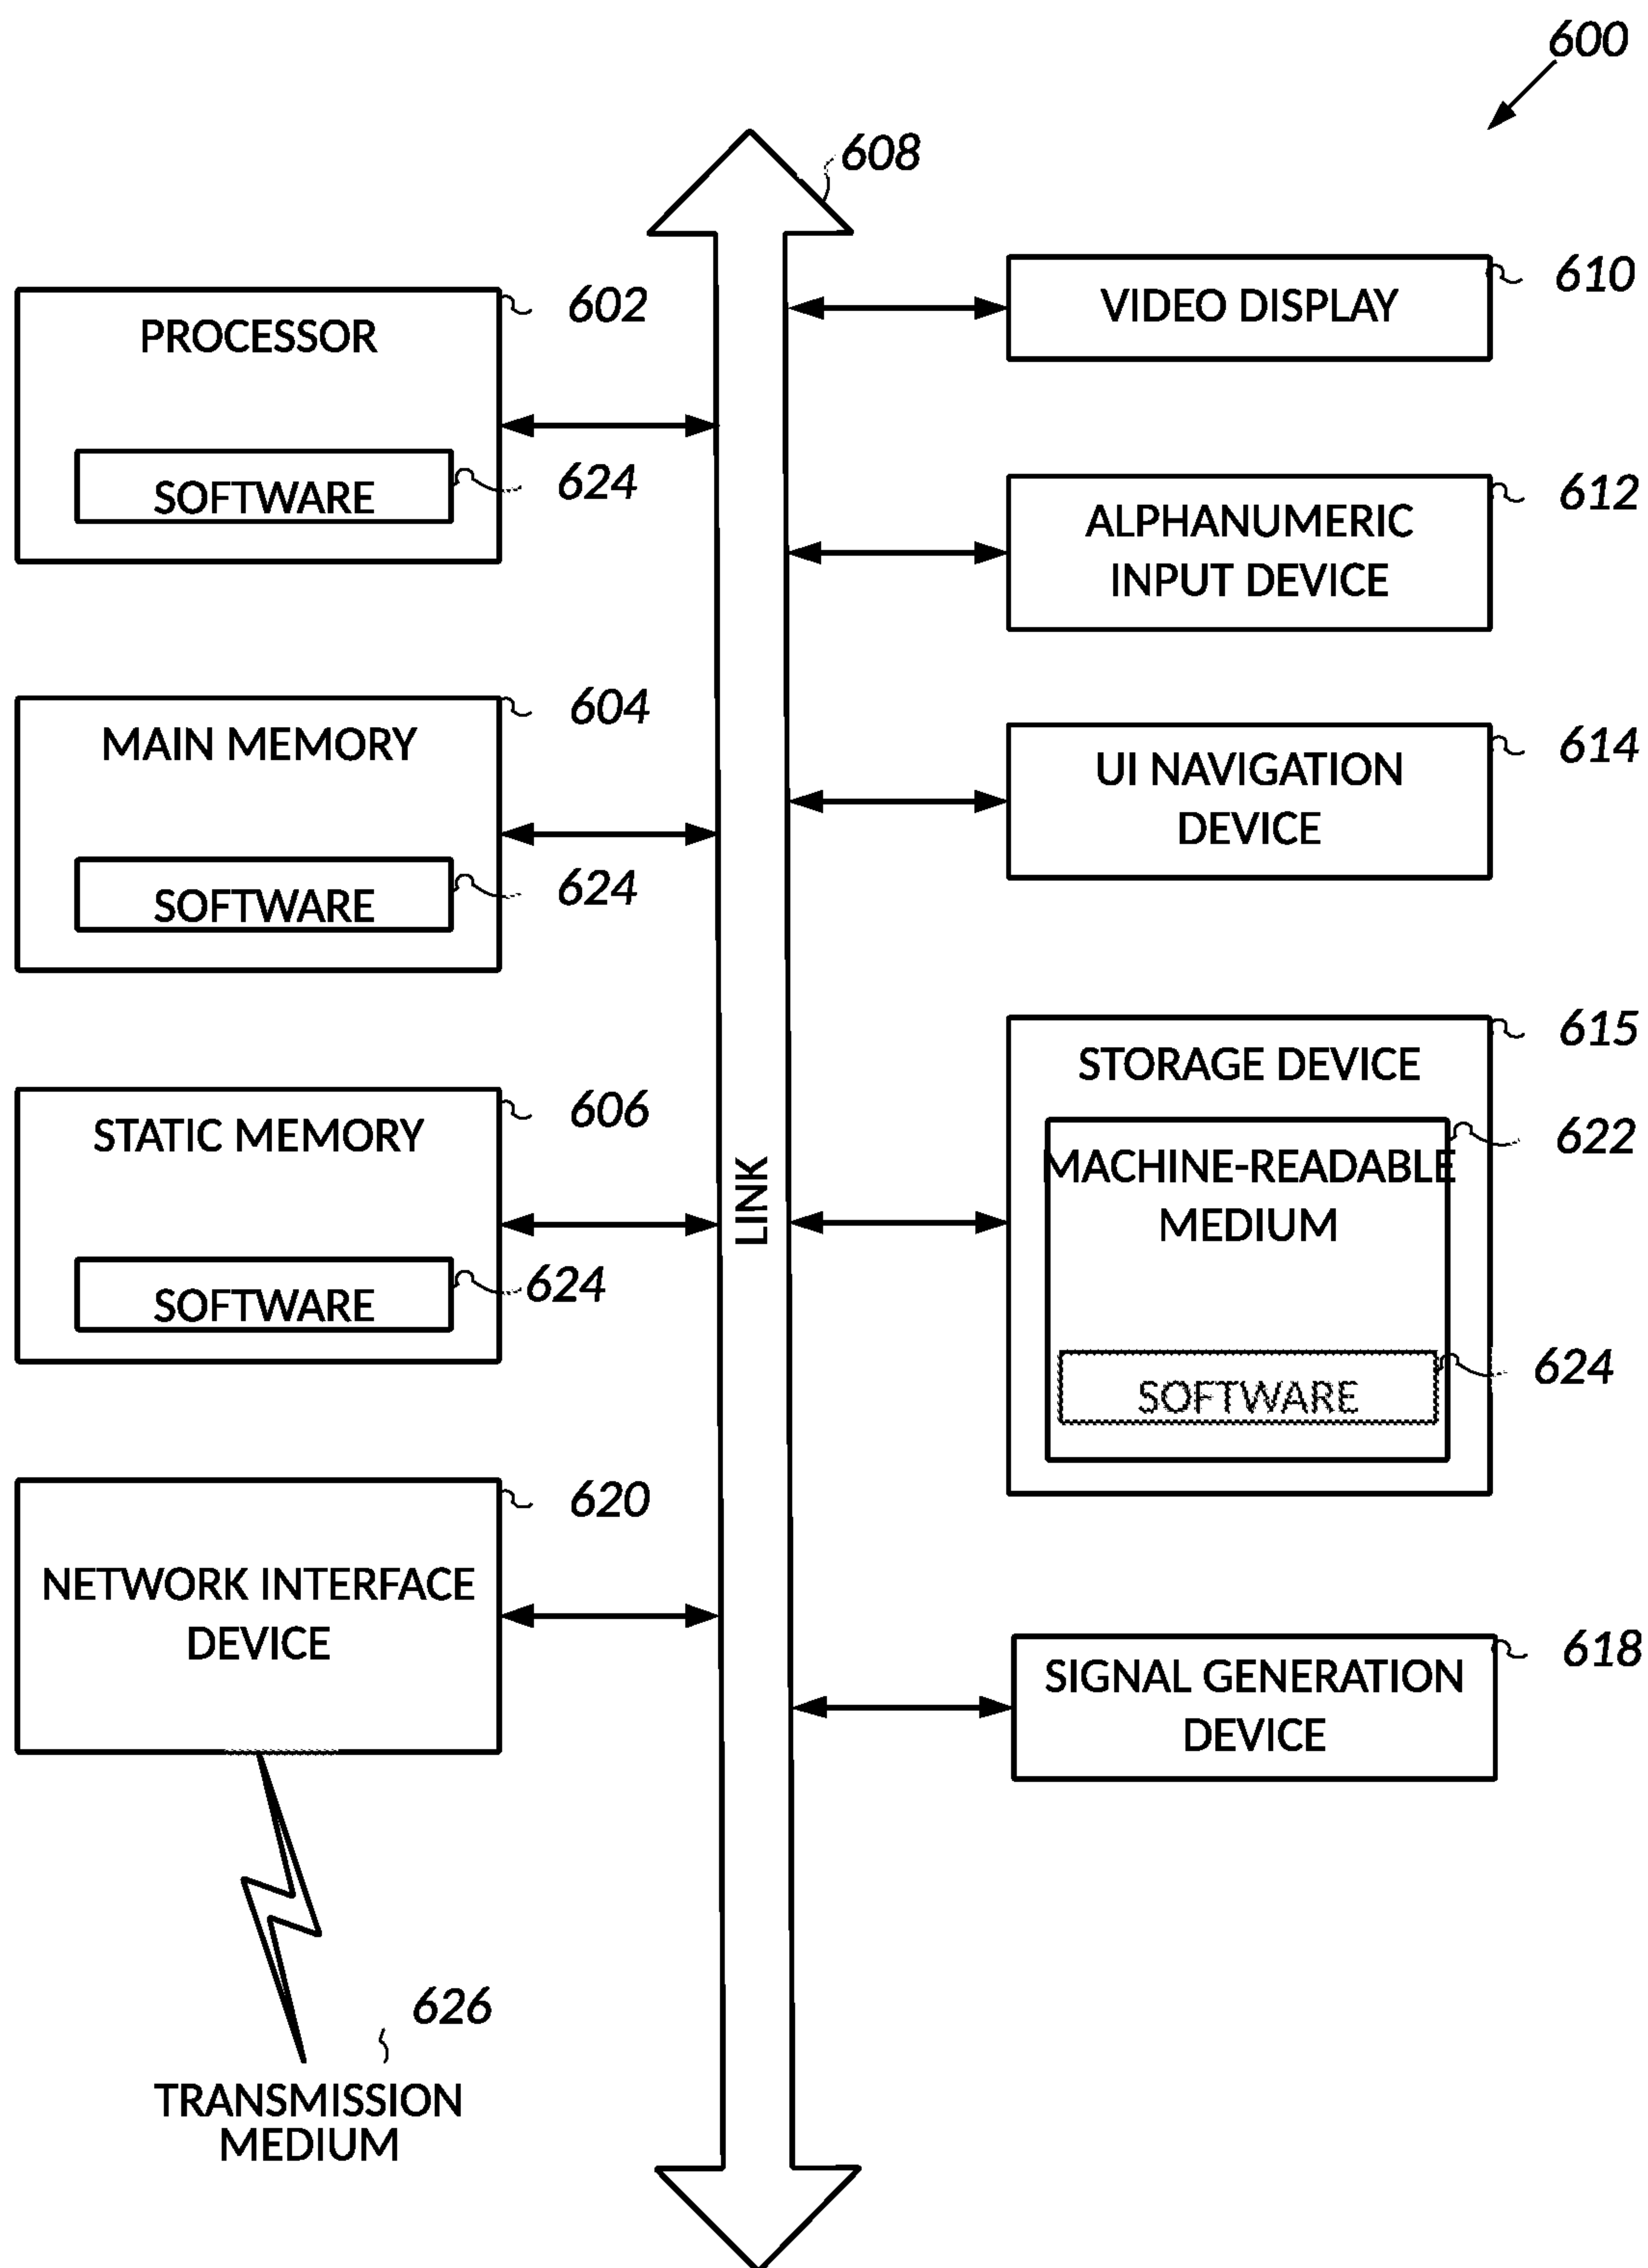 600
608
PROCESSOR
602
SOFTWARE
624
MAIN MEMORY
604
SOFTWARE
624
STATIC MEMORY
606
SOFTWARE
624
NETWORK INTERFACE
DEVICE
620
626
TRANSMISSION
MEDIUM
LINK
VIDEO DISPLAY
610
ALPHANUMERIC
INPUT DEVICE
612
UI NAVIGATION
DEVICE
614
STORAGE DEVICE
615
MACHINE-READABLE
MEDIUM
622
SOFTWARE
624
SIGNAL GENERATION
DEVICE
618